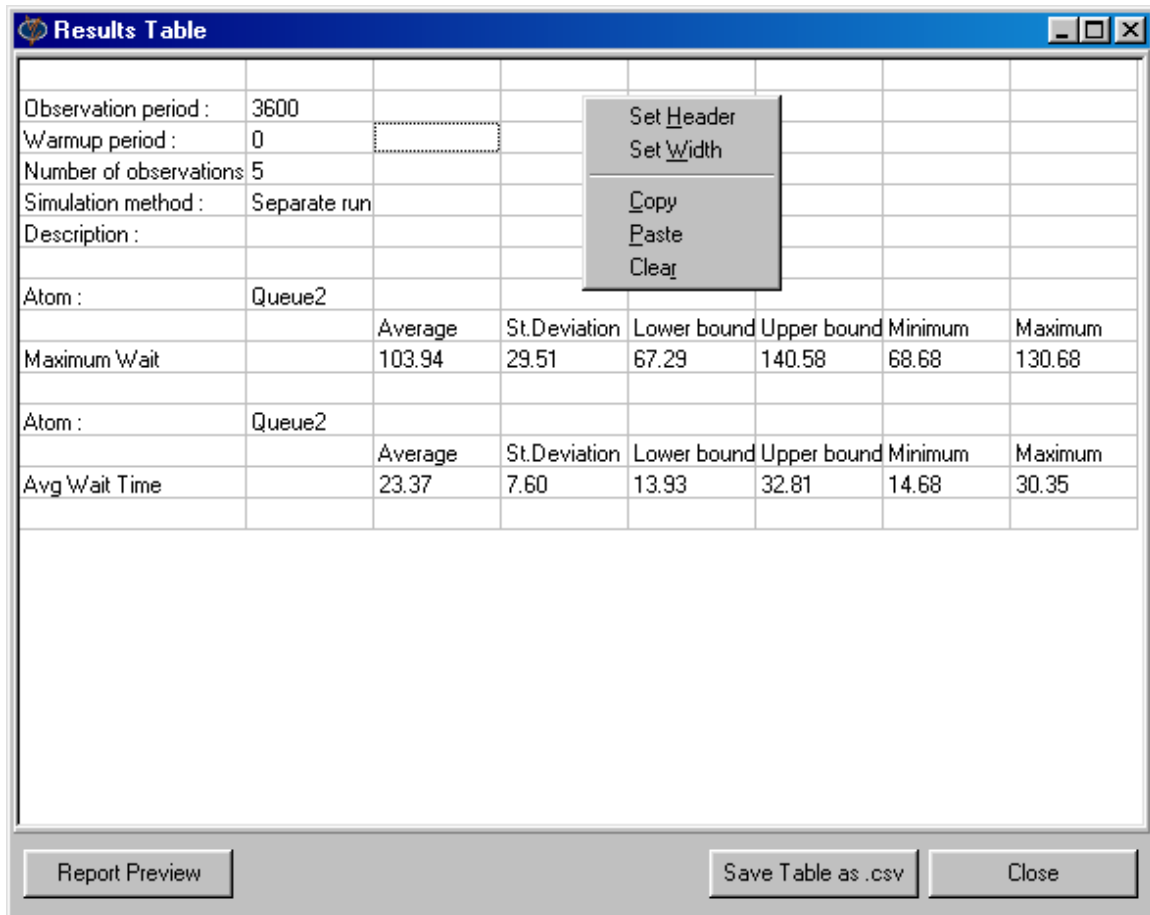 Results Table
Observation period : 3600
Warmup period : 0
Number of observations 5
Simulation method : Separate run
Description :
Set Header
Set Width
Copy
Paste
Clear
Atom : Queue2
Average St.Deviation Lower bound Upper bound Minimum Maximum
Maximum Wait 103.94 29.51 67.29 140.58 68.68 130.68
Atom : Queue2
Average St.Deviation Lower bound Upper bound Minimum Maximum
Avg Wait Time 23.37 7.60 13.93 32.81 14.68 30.35
Report Preview Save Table as .csv Close